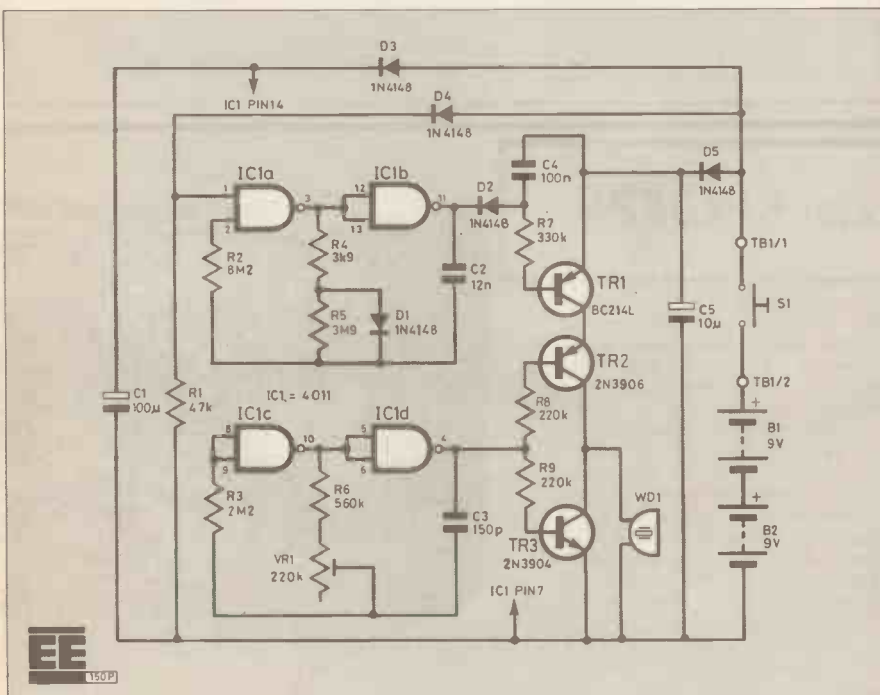 D3
1N4148
IC1 PIN14
D4
1N4148
IC1a
1
2
3
IC1b
12
13
11
D2
1N4148
C4
100n
D5
1N4148
R2
8M2
R4
3k9
R5
3M9
D1
1N4148
C2
12n
R7
330k
TR1
BC214L
C5
10µ
TB1/1
S1
TB1/2
TR2
2N3906
C1
100µ
R1
47k
IC1 = 4011
IC1c
8
9
10
IC1d
5
6
4
R8
220k
R9
220k
+
B1
9V
+
B2
9V
R3
2M2
R6
560k
C3
150p
VR1
220k
TR3
2N3904
WD1
IC1 PIN7
EE
150P